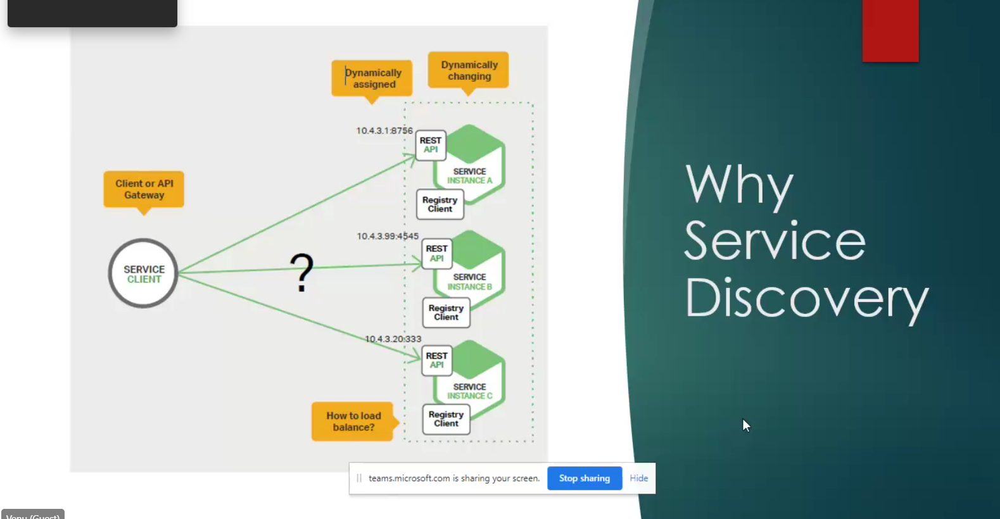 Dynamically
assigned
Dynamically
changing
10.4.3.1:8756
REST
API
SERVICE
INSTANCE A
Registry
Client
Client or API
Gateway
SERVICE
CLIENT
?
10.4.3.99:4545
REST
API
SERVICE
INSTANCE B
Registry
Client
10.4.3.20:333
REST
API
SERVICE
INSTANCE C
Registry
Client
How to load
balance?
Why
Service
Discovery
teams.microsoft.com is sharing your screen.
Stop sharing
Hide
Venu (Guest)